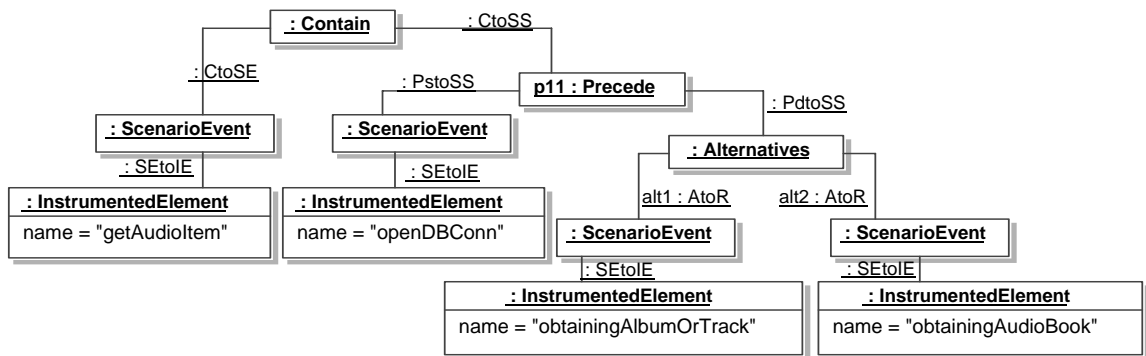 : Contain
: CtoSS
: CtoSE
: PstoSS
p11 : Precede
: PdtoSS
: ScenarioEvent
: ScenarioEvent
: Alternatives
: SEtoIE
: SEtoIE
alt1 : AtoR
alt2 : AtoR
: InstrumentedElement
name = "getAudioItem"
: InstrumentedElement
name = "openDBConn"
: ScenarioEvent
: ScenarioEvent
: SEtoIE
: SEtoIE
: InstrumentedElement
name = "obtainingAlbumOrTrack"
: InstrumentedElement
name = "obtainingAudioBook"